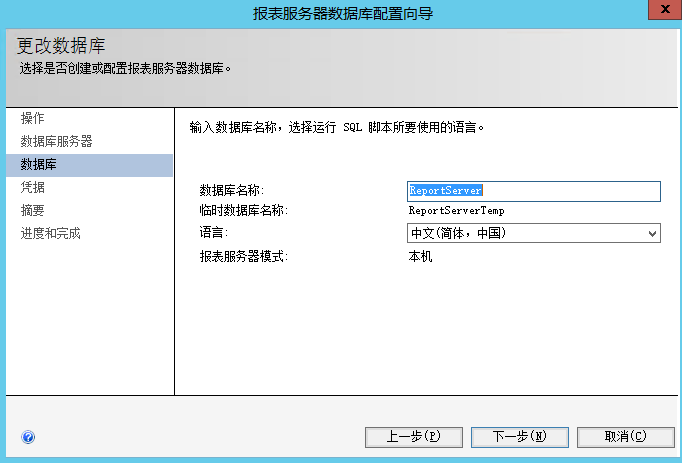 报表服务器数据库配置向导
x
更改数据库
选择是否创建或配置报表服务器数据库。
操作
数据库服务器
数据库
凭据
摘要
进度和完成
输入数据库名称，选择运行 SQL 脚本所要使用的语言。
数据库名称: ReportServer
临时数据库名称: ReportServerTemp
语言: 中文(简体，中国)
报表服务器模式: 本机
?
上一步(P) 下一步(N) 取消(C)